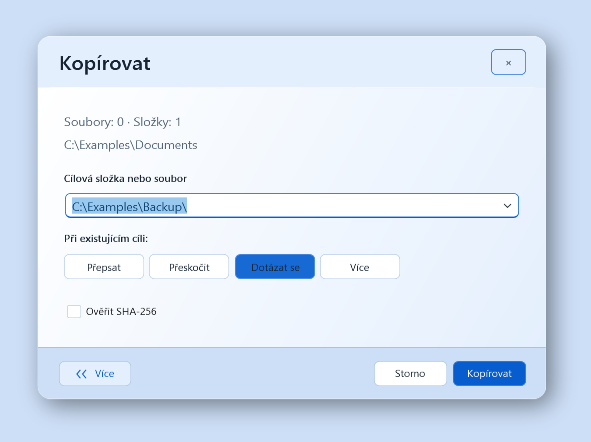 Kopírovat
×
Soubory: 0 · Složky: 1
C:\Examples\Documents
Cílová složka nebo soubor
C:\Examples\Backup\
Při existujícím cíli:
Přepsat Přeskočit Dotázat se Více
Ověřit SHA-256
Více Storno Kopírovat